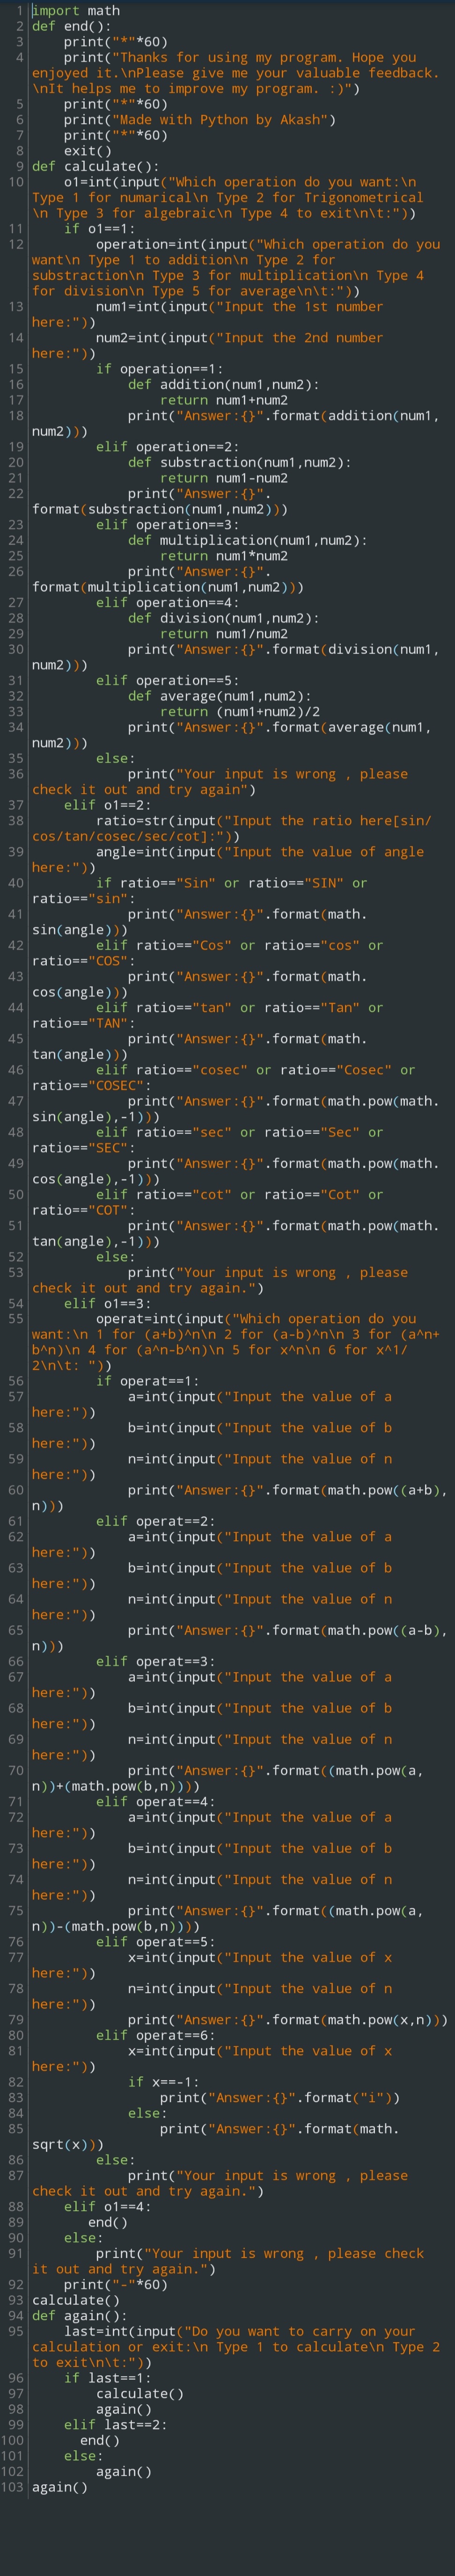 1 import math
2 def end():
3     print("*"*60)
4     print("Thanks for using my program. Hope you
enjoyed it.\nPlease give me your valuable feedback.
\nIt helps me to improve my program. :)")
5     print("*"*60)
6     print("Made with Python by Akash")
7     print("*"*60)
8     exit()
9 def calculate():
10     o1=int(input("Which operation do you want:\n
Type 1 for numarical\n Type 2 for Trigonometrical
\n Type 3 for algebraic\n Type 4 to exit\n\t:"))
11     if o1==1:
12         operation=int(input("Which operation do you
want\n Type 1 to addition\n Type 2 for
substraction\n Type 3 for multiplication\n Type 4
for division\n Type 5 for average\n\t:"))
13         num1=int(input("Input the 1st number
here:"))
14         num2=int(input("Input the 2nd number
here:"))
15         if operation==1:
16             def addition(num1,num2):
17                 return num1+num2
18             print("Answer:{}".format(addition(num1,
num2)))
19         elif operation==2:
20             def substraction(num1,num2):
21                 return num1-num2
22             print("Answer:{}".
format(substraction(num1,num2)))
23         elif operation==3:
24             def multiplication(num1,num2):
25                 return num1*num2
26             print("Answer:{}".
format(multiplication(num1,num2)))
27         elif operation==4:
28             def division(num1,num2):
29                 return num1/num2
30             print("Answer:{}".format(division(num1,
num2)))
31         elif operation==5:
32             def average(num1,num2):
33                 return (num1+num2)/2
34             print("Answer:{}".format(average(num1,
num2)))
35         else:
36             print("Your input is wrong , please
check it out and try again")
37     elif o1==2:
38         ratio=str(input("Input the ratio here[sin/
cos/tan/cosec/sec/cot]:"))
39         angle=int(input("Input the value of angle
here:"))
40         if ratio=="Sin" or ratio=="SIN" or
ratio=="sin":
41             print("Answer:{}".format(math.
sin(angle)))
42         elif ratio=="Cos" or ratio=="cos" or
ratio=="COS":
43             print("Answer:{}".format(math.
cos(angle)))
44         elif ratio=="tan" or ratio=="Tan" or
ratio=="TAN":
45             print("Answer:{}".format(math.
tan(angle)))
46         elif ratio=="cosec" or ratio=="Cosec" or
ratio=="COSEC":
47             print("Answer:{}".format(math.pow(math.
sin(angle),-1)))
48         elif ratio=="sec" or ratio=="Sec" or
ratio=="SEC":
49             print("Answer:{}".format(math.pow(math.
cos(angle),-1)))
50         elif ratio=="cot" or ratio=="Cot" or
ratio=="COT":
51             print("Answer:{}".format(math.pow(math.
tan(angle),-1)))
52         else:
53             print("Your input is wrong , please
check it out and try again.")
54     elif o1==3:
55         operat=int(input("Which operation do you
want:\n 1 for (a+b)^n\n 2 for (a-b)^n\n 3 for (a^n+
b^n)\n 4 for (a^n-b^n)\n 5 for x^n\n 6 for x^1/
2\n\t: "))
56         if operat==1:
57             a=int(input("Input the value of a
here:"))
58             b=int(input("Input the value of b
here:"))
59             n=int(input("Input the value of n
here:"))
60             print("Answer:{}".format(math.pow((a+b),
n)))
61         elif operat==2:
62             a=int(input("Input the value of a
here:"))
63             b=int(input("Input the value of b
here:"))
64             n=int(input("Input the value of n
here:"))
65             print("Answer:{}".format(math.pow((a-b),
n)))
66         elif operat==3:
67             a=int(input("Input the value of a
here:"))
68             b=int(input("Input the value of b
here:"))
69             n=int(input("Input the value of n
here:"))
70             print("Answer:{}".format((math.pow(a,
n))+(math.pow(b,n))))
71         elif operat==4:
72             a=int(input("Input the value of a
here:"))
73             b=int(input("Input the value of b
here:"))
74             n=int(input("Input the value of n
here:"))
75             print("Answer:{}".format((math.pow(a,
n))-(math.pow(b,n))))
76         elif operat==5:
77             x=int(input("Input the value of x
here:"))
78             n=int(input("Input the value of n
here:"))
79             print("Answer:{}".format(math.pow(x,n)))
80         elif operat==6:
81             x=int(input("Input the value of x
here:"))
82             if x==-1:
83                 print("Answer:{}".format("i"))
84             else:
85                 print("Answer:{}".format(math.
sqrt(x)))
86         else:
87             print("Your input is wrong , please
check it out and try again.")
88     elif o1==4:
89        end()
90     else:
91         print("Your input is wrong , please check
it out and try again.")
92     print("-"*60)
93 calculate()
94 def again():
95     last=int(input("Do you want to carry on your
calculation or exit:\n Type 1 to calculate\n Type 2
to exit\n\t:"))
96     if last==1:
97         calculate()
98         again()
99     elif last==2:
100       end()
101     else:
102         again()
103 again()